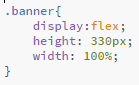 .banner{
    display:flex;
    height: 330px;
    width: 100%;
}